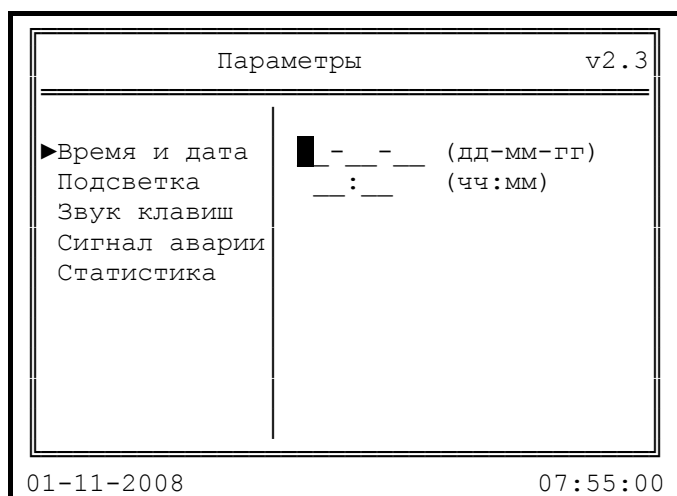 Параметры v2.3
►Время и дата █_-__-__ (дд-мм-гг)
Подсветка __:__ (чч:мм)
Звук клавиш
Сигнал аварии
Статистика
01-11-2008 07:55:00